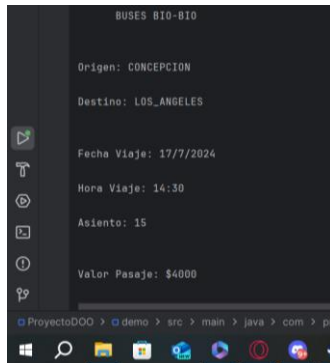 BUSES BIO-BIO
Origen: CONCEPCION
Destino: LOS_ANGELES
Fecha Viaje: 17/7/2024
Hora Viaje: 14:30
Asiento: 15
Valor Pasaje: $4000
ProyectoDOO > demo > src > main > java > com >